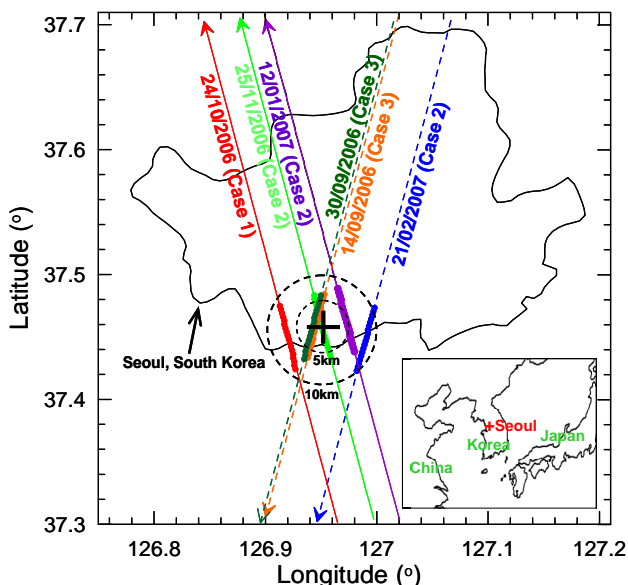 37.7
37.6
37.5
37.4
37.3
Latitude (o)
24/10/2006 (Case 1)
25/11/2006 (Case 2)
12/01/2007 (Case 2)
30/09/2006 (Case 3)
14/09/2006 (Case 3)
21/02/2007 (Case 2)
Seoul, South Korea
5km
10km
+Seoul
Korea
Japan
China
126.8
126.9
127
127.1
127.2
Longitude (o)